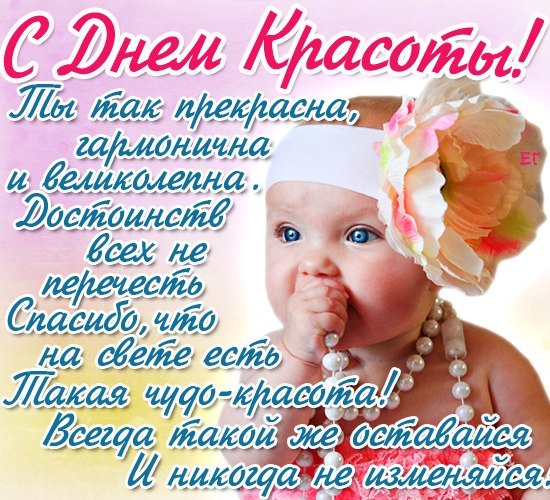 С Днем Красоты!
Ты так прекрасна,
гармонична
и великолепна.
Достоинств
всех не
перечесть
Спасибо, что
на свете есть
Такая чудо-красота!
Всегда такой же оставайся
И никогда не изменяйся.
ЕГ